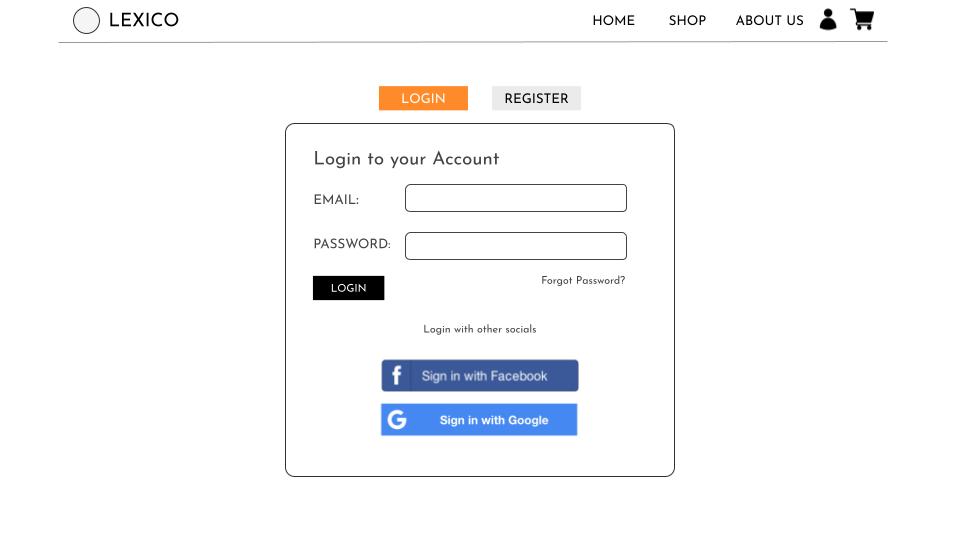 LEXICO
HOME SHOP ABOUT US
LOGIN REGISTER
Login to your Account
EMAIL:
PASSWORD:
LOGIN Forgot Password?
Login with other socials
f Sign in with Facebook
G Sign in with Google